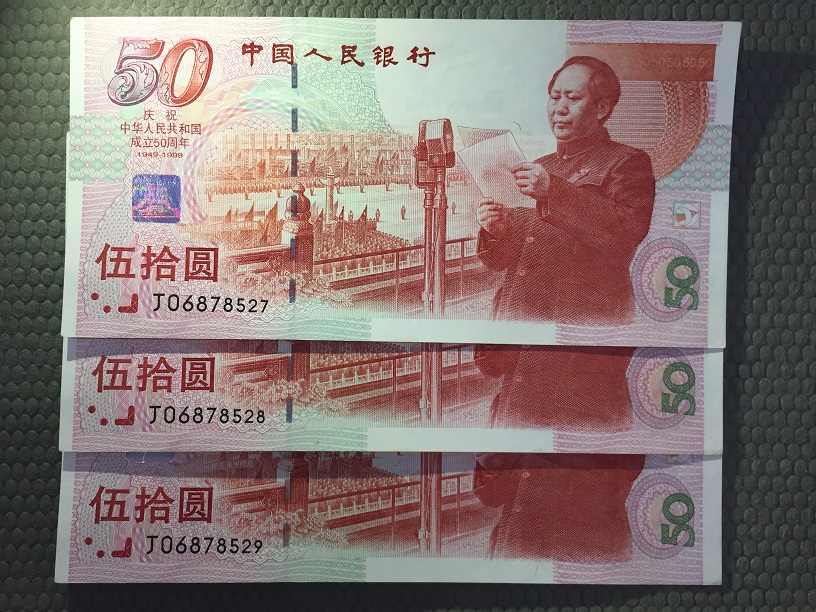 50
中国人民银行
庆祝
中华人民共和国
成立50周年
1949-1999
伍拾圆
J06878527
50
伍拾圆
J06878528
50
伍拾圆
J06878529
50